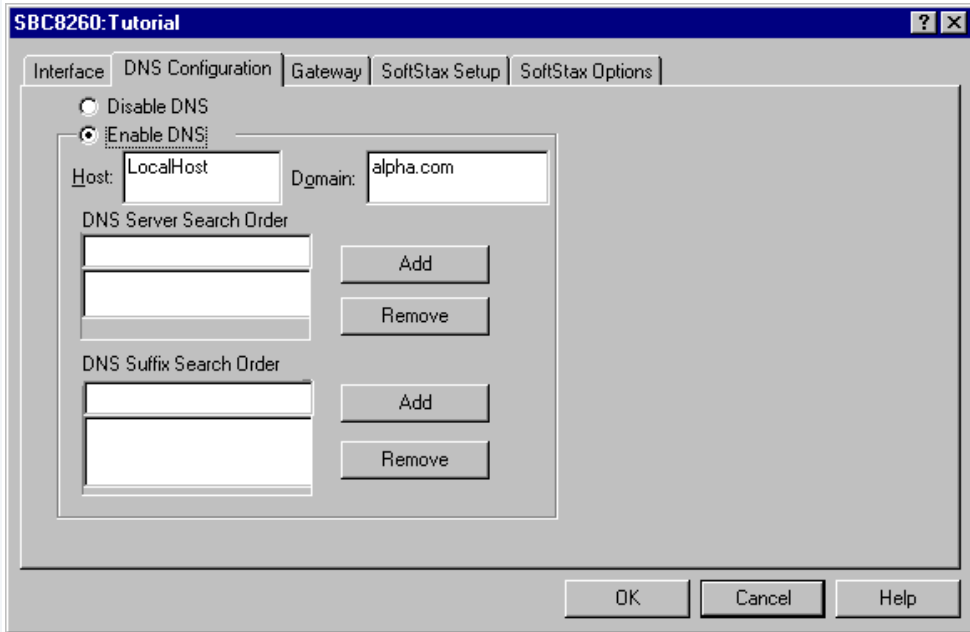 SBC8260:Tutorial
Interface DNS Configuration Gateway SoftStax Setup SoftStax Options
Disable DNS
Enable DNS
Host: LocalHost Domain: alpha.com
DNS Server Search Order
Add
Remove
DNS Suffix Search Order
Add
Remove
OK Cancel Help